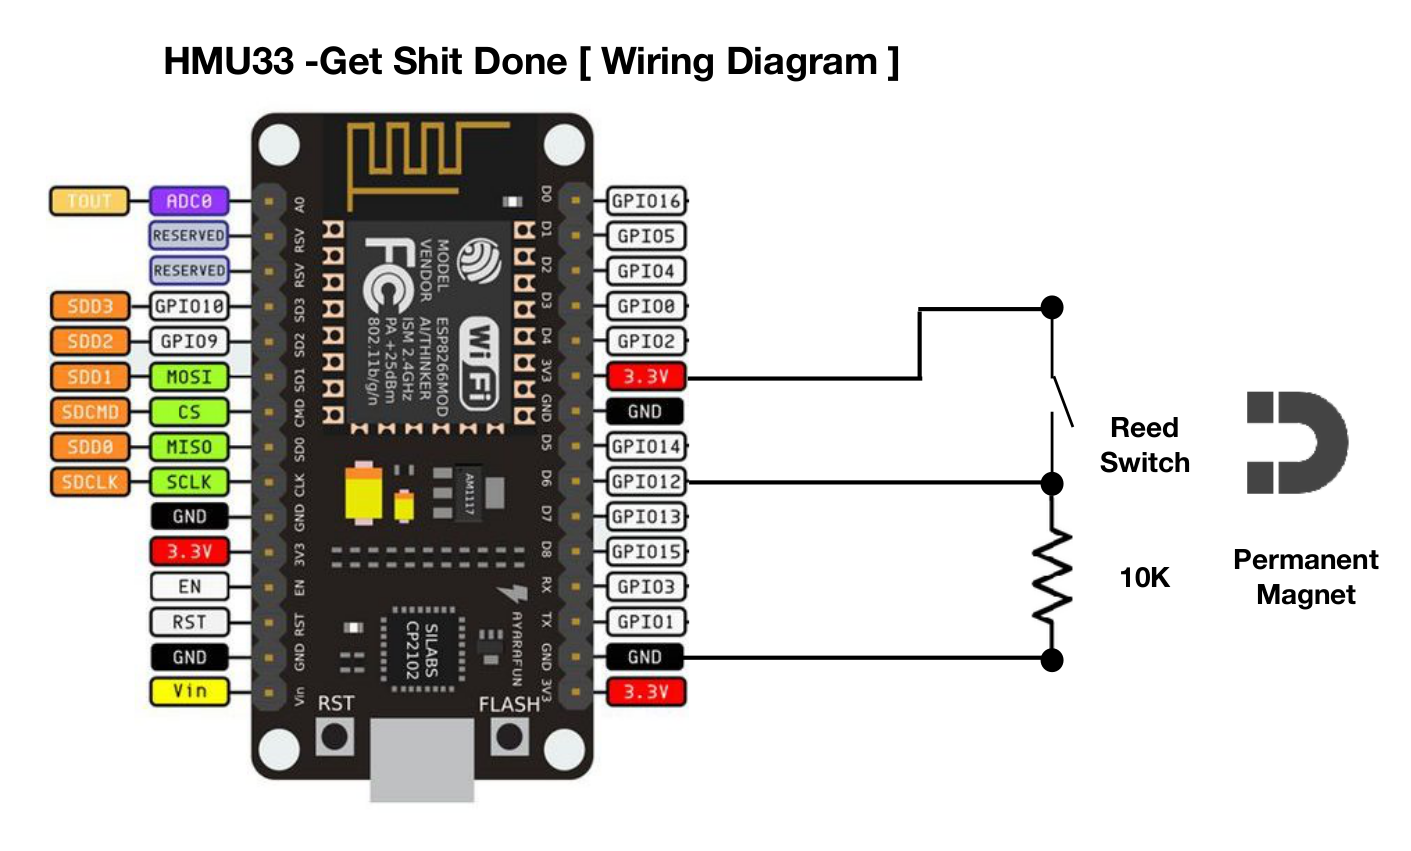 HMU33 -Get Shit Done [ Wiring Diagram ]
TOUT ADC0 A0 D0 GPIO16
RESERVED RSV D1 GPIO5
RESERVED RSV D2 GPIO4
SDD3 GPIO10 SD3 D3 GPIO0
SDD2 GPIO9 SD2 D4 GPIO2
SDD1 MOSI SD1 3V3 3.3V
SDCMD CS CMD GND GND
SDD0 MISO SD0 D5 GPIO14
SDCLK SCLK CLK D6 GPIO12
GND GND D7 GPIO13
3.3V 3V3 D8 GPIO15
EN EN RX GPIO3
RST RST TX GPIO1
GND GND GND GND
Vin Vin 3V3 3.3V
MODEL ESP8266MOD
VENDOR AI/THINKER
ISM 2.4GHz
PA +25dBm
802.11b/g/n
FC
Wi Fi
AM1117
SILABS
CP2102
AYARAFUN
RST
FLASH
Reed
Switch
10K
Permanent
Magnet